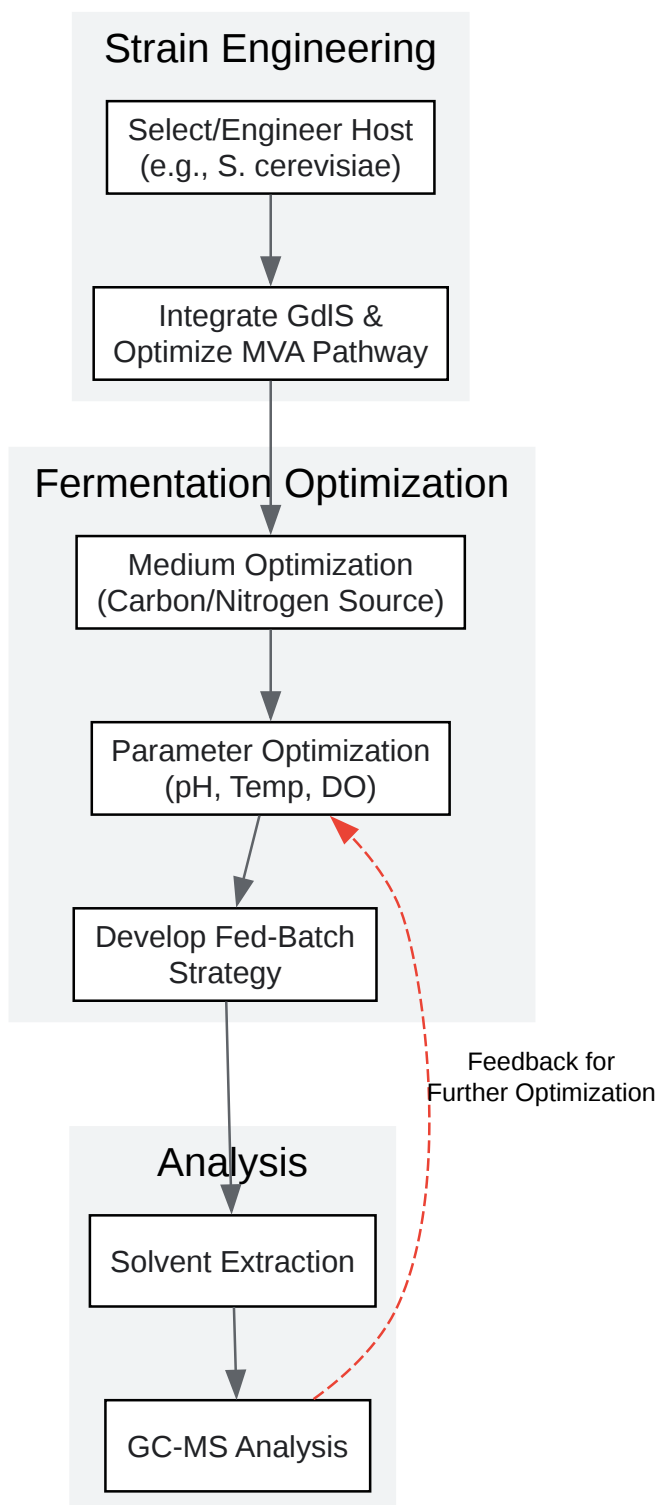 Strain Engineering
Select/Engineer Host
(e.g., S. cerevisiae)
Integrate GdlS &
Optimize MVA Pathway
Fermentation Optimization
Medium Optimization
(Carbon/Nitrogen Source)
Parameter Optimization
(pH, Temp, DO)
Develop Fed-Batch
Strategy
Feedback for
Further Optimization
Analysis
Solvent Extraction
GC-MS Analysis